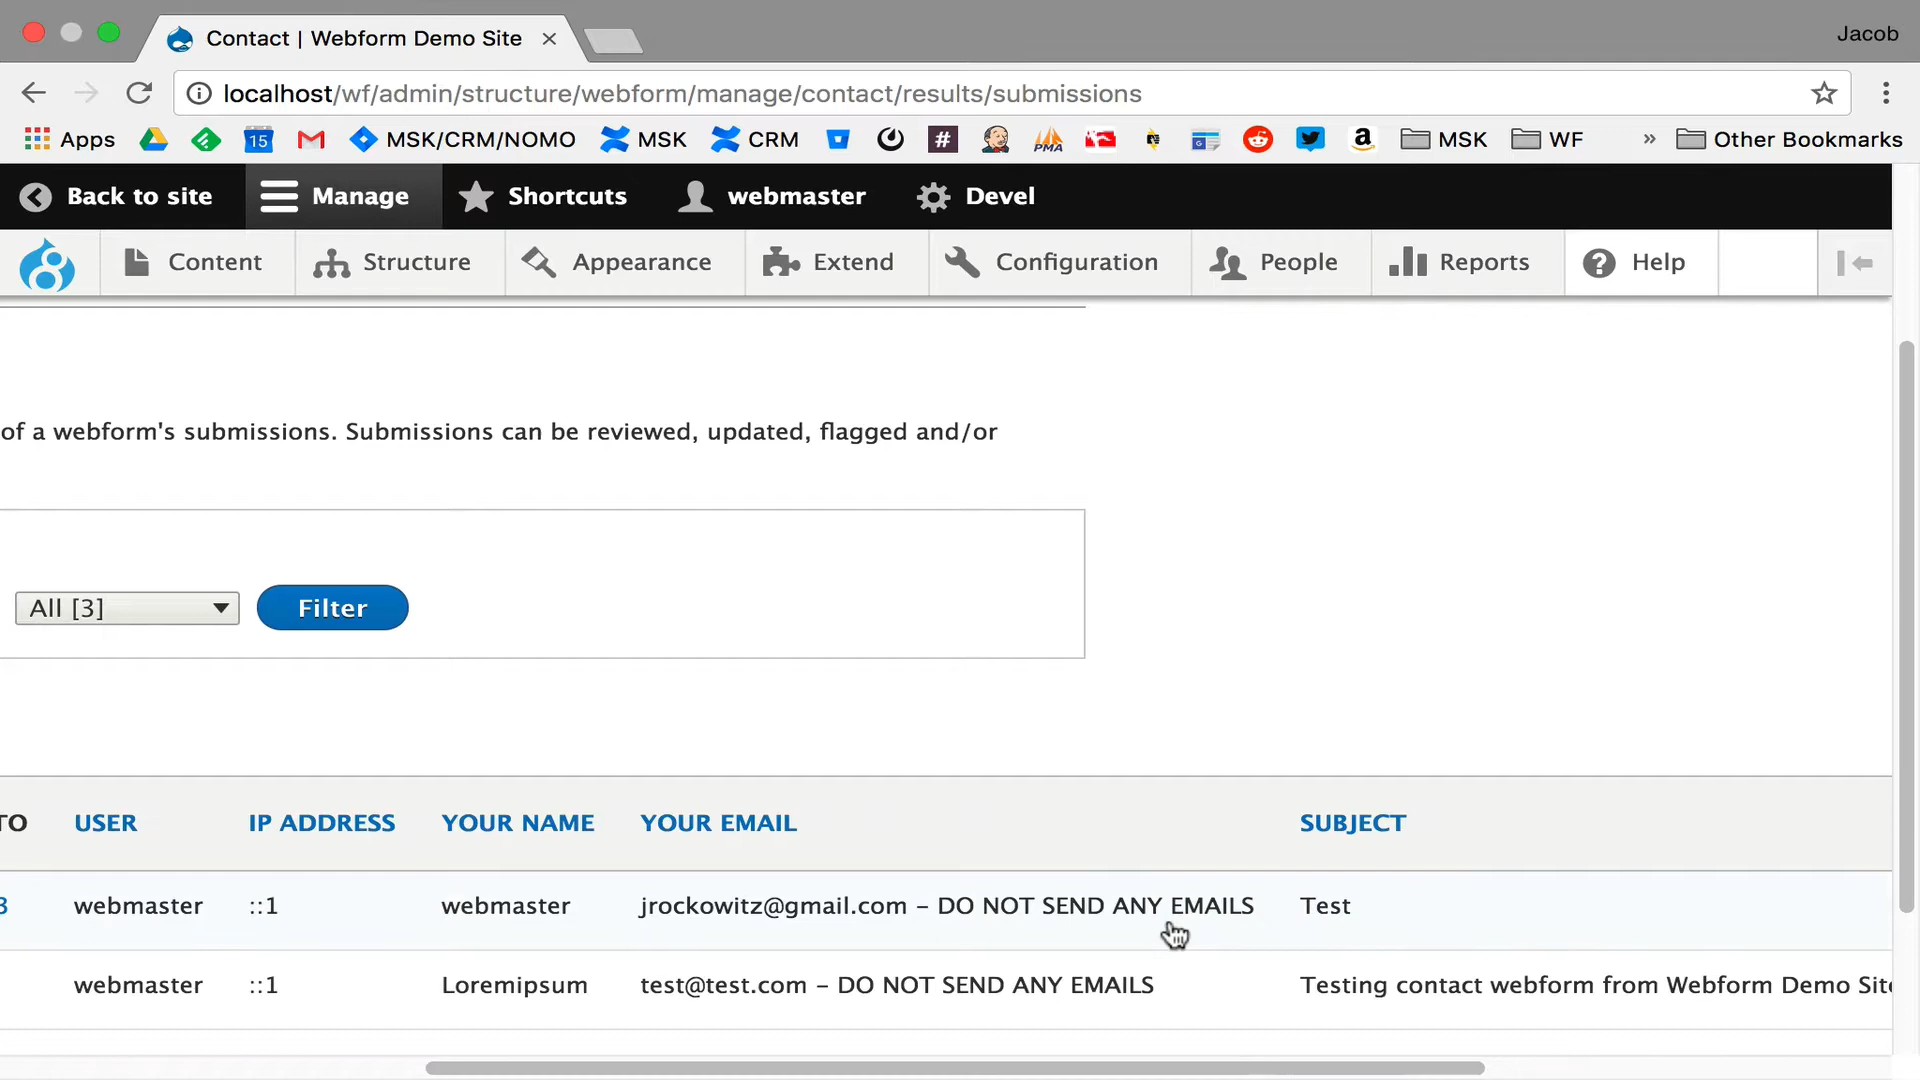 Contact | Webform Demo Site
Jacob
localhost/wf/admin/structure/webform/manage/contact/results/submissions
Apps 15 MSK/CRM/NOMO MSK CRM # PMA G a MSK WF » Other Bookmarks
Back to site Manage Shortcuts webmaster Devel
Content Structure Appearance Extend Configuration People Reports Help
of a webform's submissions. Submissions can be reviewed, updated, flagged and/or
All [3] Filter
TO USER IP ADDRESS YOUR NAME YOUR EMAIL SUBJECT
3 webmaster ::1 webmaster jrockowitz@gmail.com – DO NOT SEND ANY EMAILS Test
webmaster ::1 Loremipsum test@test.com – DO NOT SEND ANY EMAILS Testing contact webform from Webform Demo Site